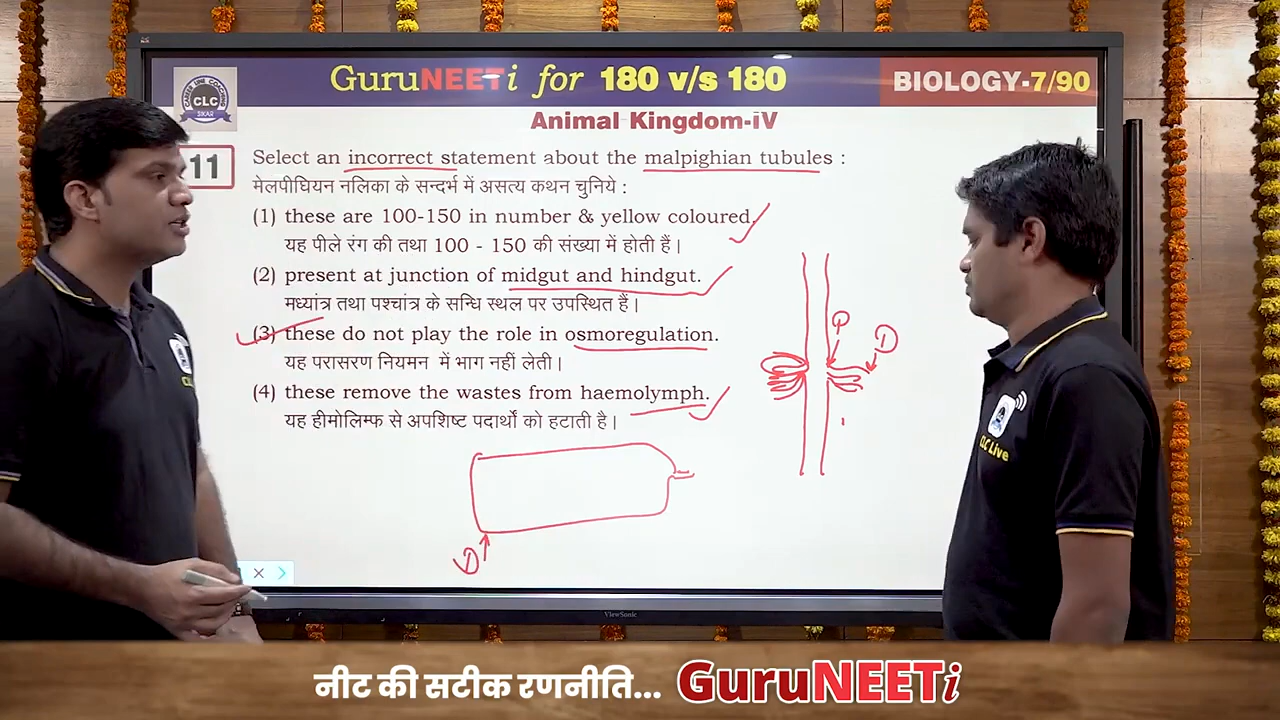 GuruNEETi for 180 v/s 180
BIOLOGY-7/90
CLC
SIKAR
Animal Kingdom-iV
11
Select an incorrect statement about the malpighian tubules :
मेलपीघियन नलिका के सन्दर्भ में असत्य कथन चुनिये :
(1) these are 100-150 in number & yellow coloured.
यह पीले रंग की तथा 100 - 150 की संख्या में होती हैं।
(2) present at junction of midgut and hindgut.
मध्यांत्र तथा पश्चांत्र के सन्धि स्थल पर उपस्थित हैं।
(3) these do not play the role in osmoregulation.
यह परासरण नियमन में भाग नहीं लेती।
(4) these remove the wastes from haemolymph.
यह हीमोलिम्फ से अपशिष्ट पदार्थो को हटाती है।
P
D
D
CLC Live
ViewSonic
नीट की सटीक रणनीति... GuruNEETi